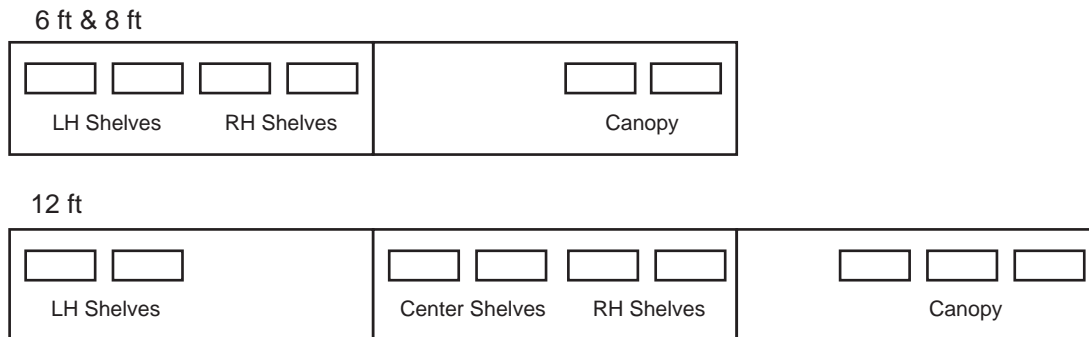 6 ft & 8 ft
LH Shelves RH Shelves Canopy
12 ft
LH Shelves Center Shelves RH Shelves Canopy